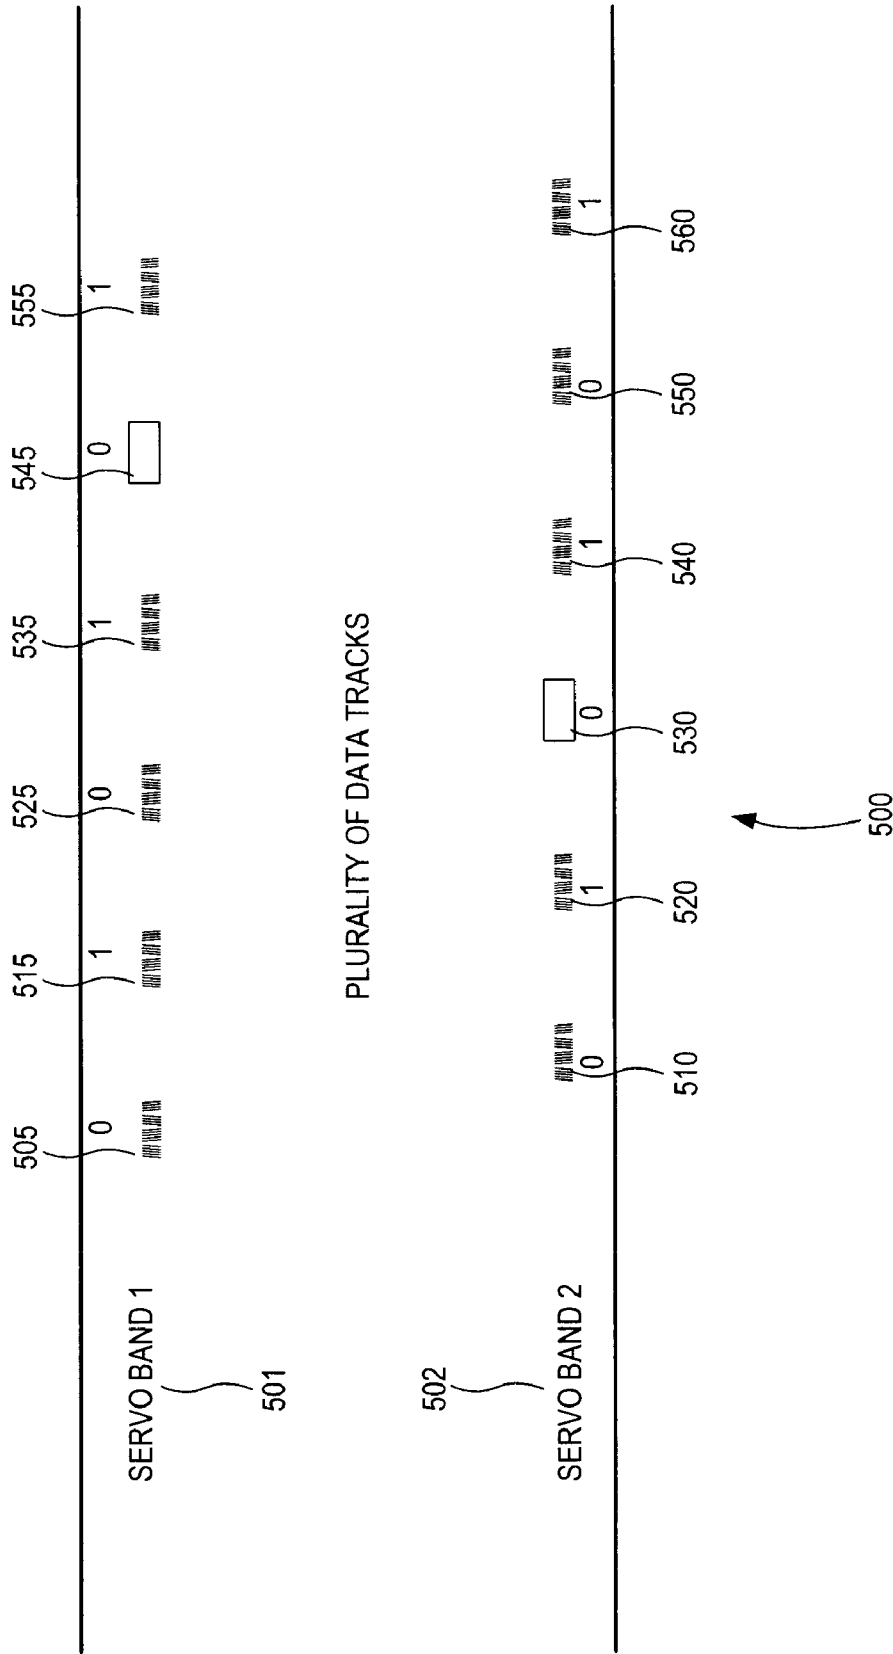 505 515 525 535 545 555
0 1 0 1 0 1
SERVO BAND 1
501
PLURALITY OF DATA TRACKS
502
SERVO BAND 2
0 1 0 1 0 1
510 520 530 540 550 560
500